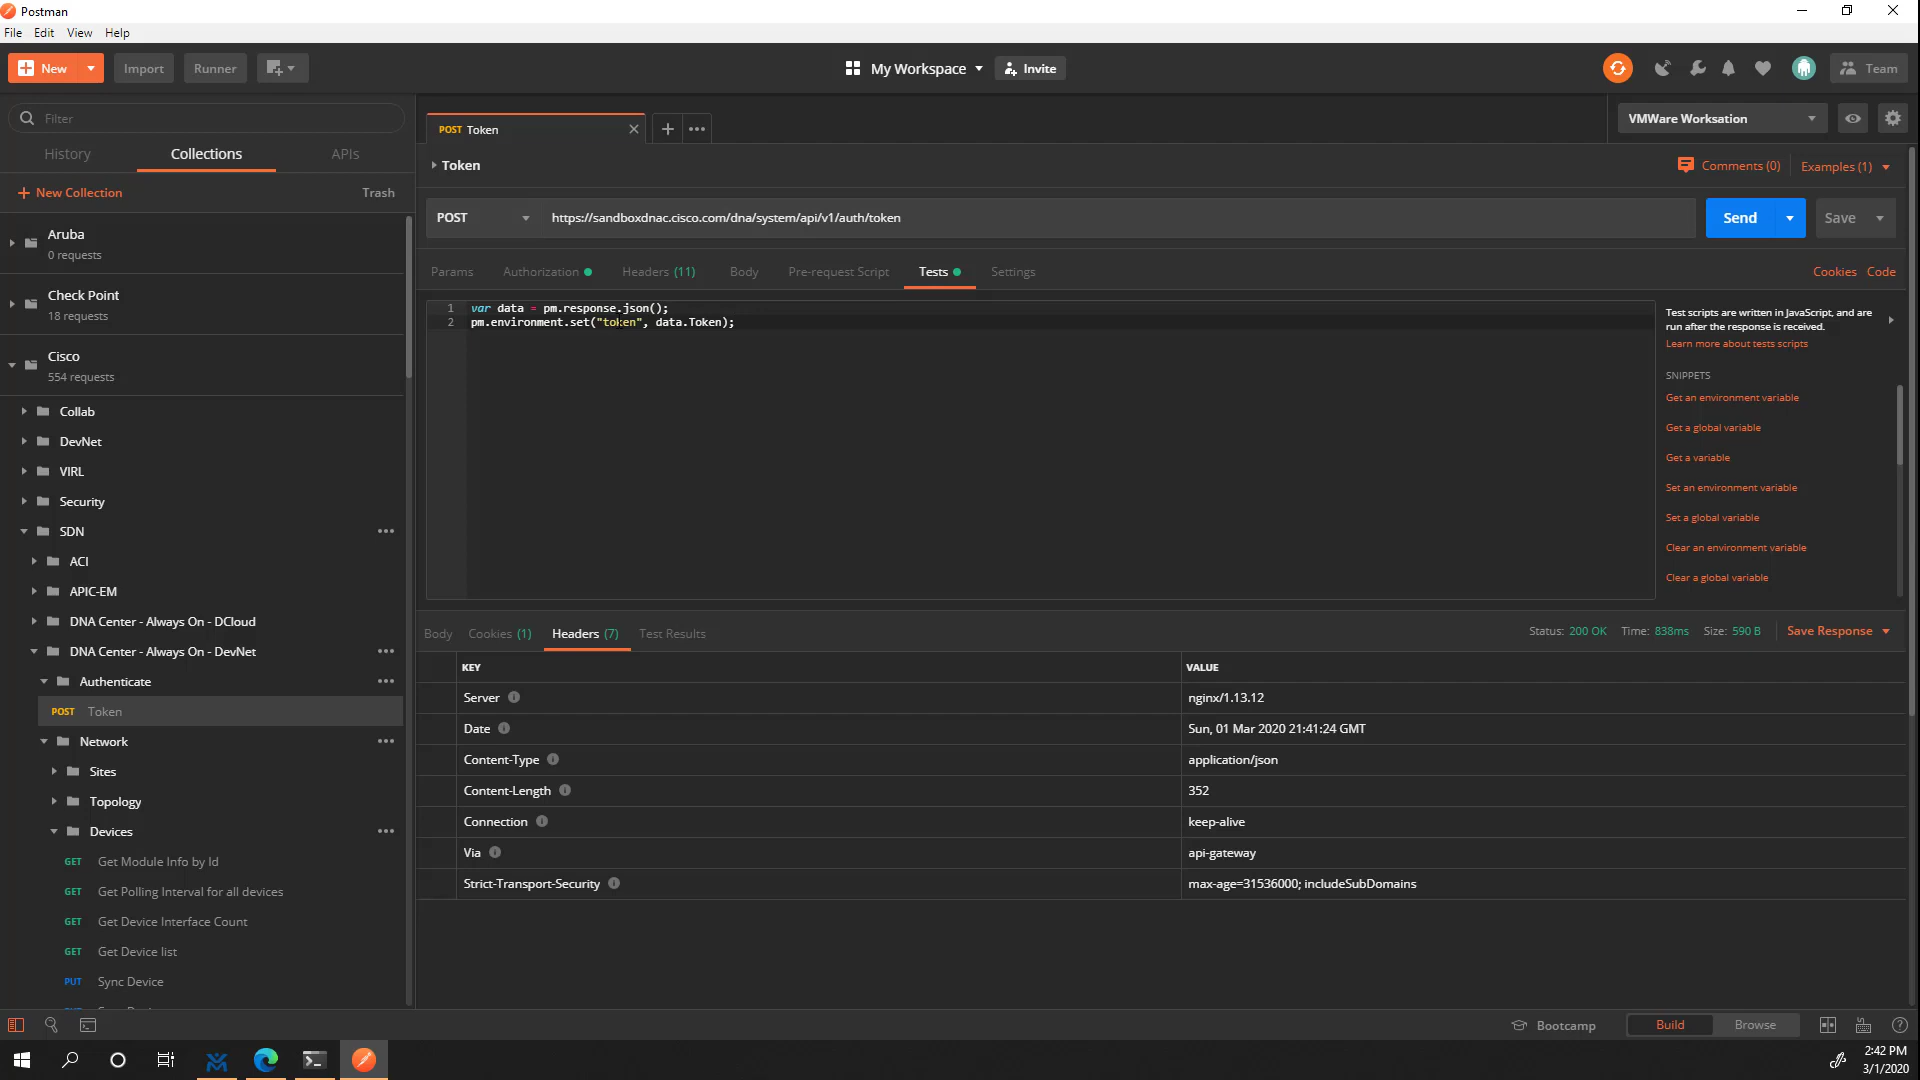 Postman
File Edit View Help
New Import Runner My Workspace Invite Team
Filter
History Collections APIs
New Collection Trash
Aruba
0 requests
Check Point
18 requests
Cisco
554 requests
Collab
DevNet
VIRL
Security
SDN
ACI
APIC-EM
DNA Center - Always On - DCloud
DNA Center - Always On - DevNet
Authenticate
POST Token
Network
Sites
Topology
Devices
GET Get Module Info by Id
GET Get Polling Interval for all devices
GET Get Device Interface Count
GET Get Device list
PUT Sync Device
POST Token
VMWare Worksation
Token
Comments (0) Examples (1)
POST https://sandboxdnac.cisco.com/dna/system/api/v1/auth/token Send Save
Params Authorization Headers (11) Body Pre-request Script Tests Settings Cookies Code
1 var data = pm.response.json();
2 pm.environment.set("token", data.Token);
Test scripts are written in JavaScript, and are
run after the response is received.
Learn more about tests scripts
SNIPPETS
Get an environment variable
Get a global variable
Get a variable
Set an environment variable
Set a global variable
Clear an environment variable
Clear a global variable
Body Cookies (1) Headers (7) Test Results Status: 200 OK Time: 838ms Size: 590 B Save Response
KEY VALUE
Server nginx/1.13.12
Date Sun, 01 Mar 2020 21:41:24 GMT
Content-Type application/json
Content-Length 352
Connection keep-alive
Via api-gateway
Strict-Transport-Security max-age=31536000; includeSubDomains
Bootcamp Build Browse
2:42 PM
3/1/2020